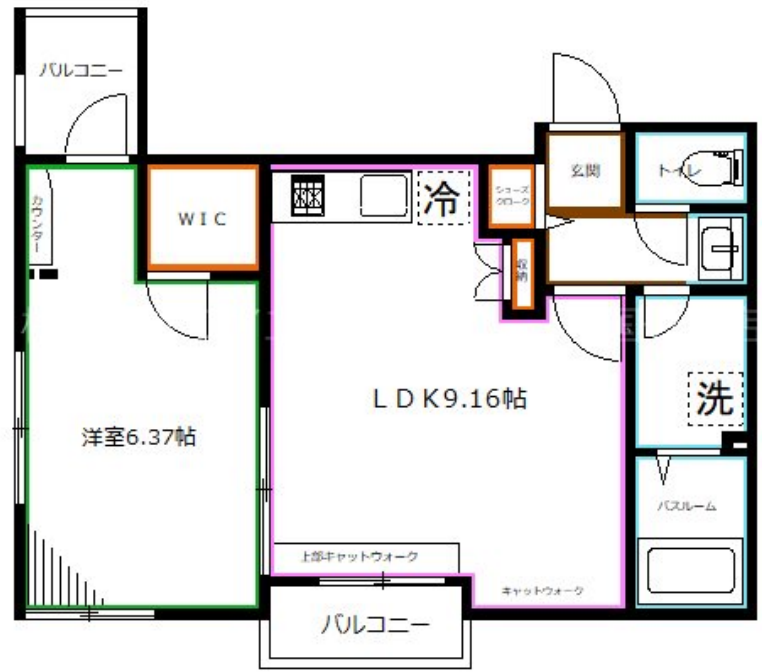 バルコニー
カウンター
WIC
冷
シューズ
クローク
収納
玄関
トイレ
LDK9.16帖
洋室6.37帖
洗
バスルーム
上部キャットウォーク
キャットウォーク
バルコニー